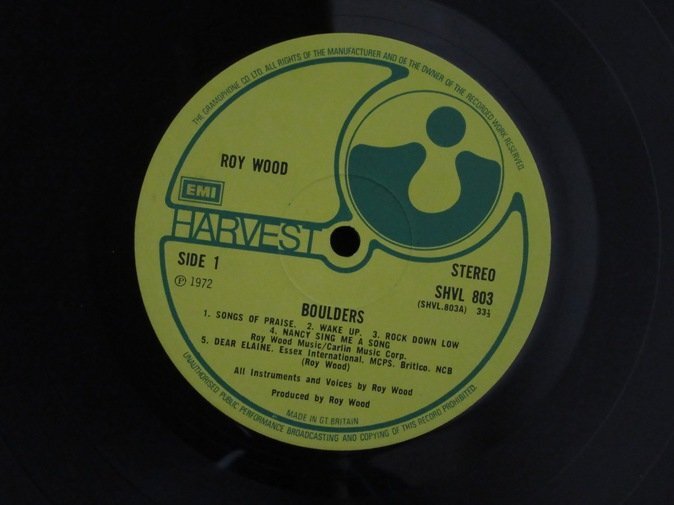 THE GRAMOPHONE CO. LTD. ALL RIGHTS OF THE MANUFACTURER AND OF THE OWNER OF THE RECORDED WORK RESERVED.
ROY WOOD
EMI
HARVEST
SIDE 1
℗ 1972
STEREO
SHVL 803
(SHVL.803A) 33⅓
BOULDERS
1. SONGS OF PRAISE. 2. WAKE UP. 3. ROCK DOWN LOW
4. NANCY SING ME A SONG
Roy Wood Music/Carlin Music Corp.
5. DEAR ELAINE. Essex International. MCPS. Britico. NCB
(Roy Wood)
All Instruments and Voices by Roy Wood
Produced by Roy Wood
MADE IN GT BRITAIN
UNAUTHORISED PUBLIC PERFORMANCE BROADCASTING AND COPYING OF THIS RECORD PROHIBITED.